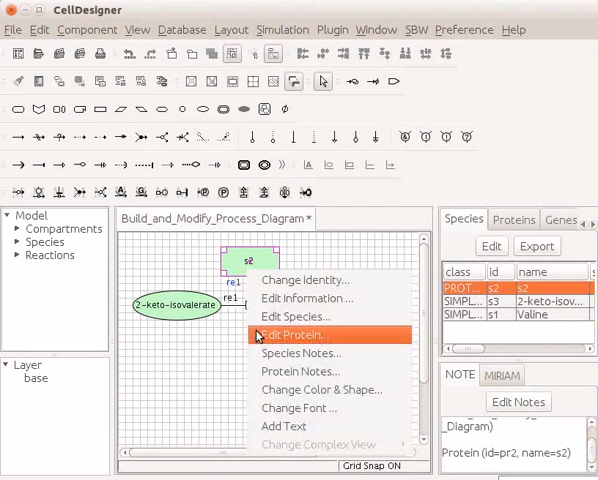 CellDesigner
File Edit Component View Database Layout Simulation Plugin Window SBW Preference Help
Model
Compartments
Species
Reactions
Layer
base
Build_and_Modify_Process_Diagram *
s2
re1
re1
2-keto-isovalerate
Change Identity...
Edit Information ...
Edit Species...
Edit Protein...
Species Notes...
Protein Notes...
Change Color & Shape...
Change Font ...
Add Text
Change Complex View
Grid Snap ON
Species Proteins Genes
Edit Export
class id name
PROT... s2 s2
SIMPL... s3 2-keto-isov...
SIMPL... s1 Valine
NOTE MIRIAM
Edit Notes
_Diagram)
Protein (id=pr2, name=s2)